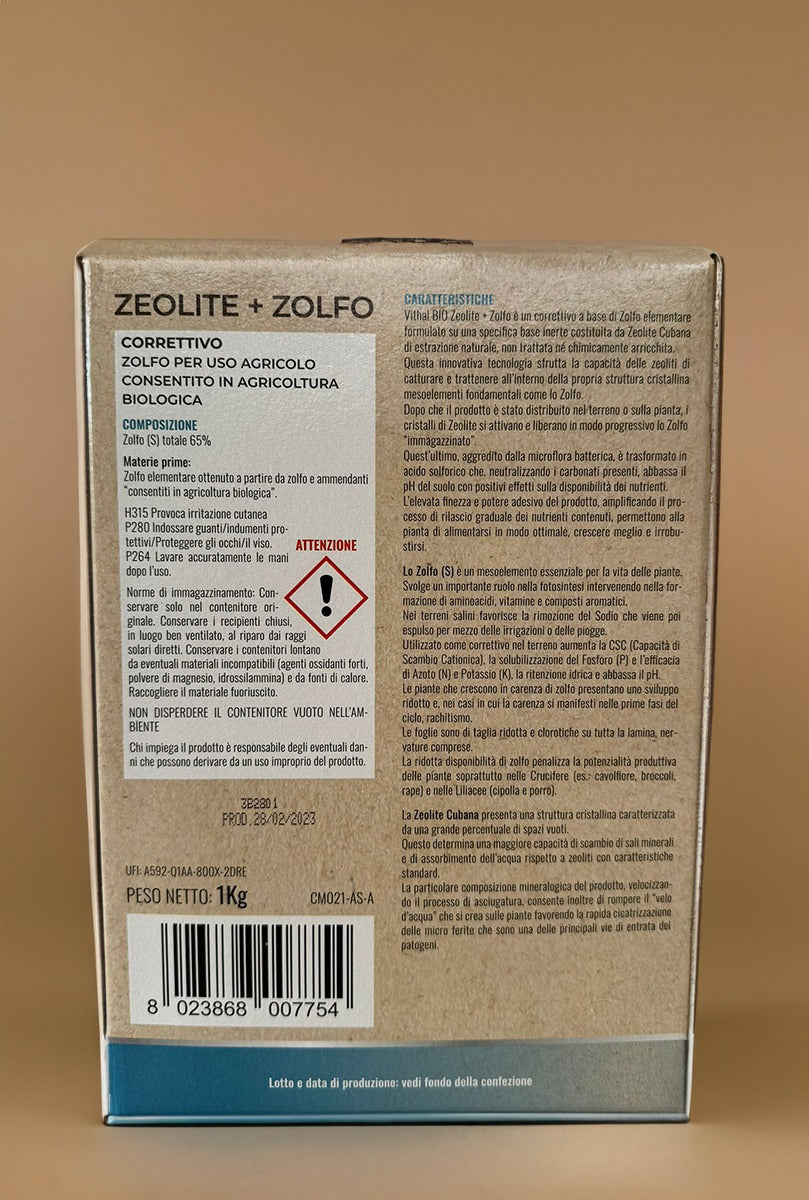 ZEOLITE + ZOLFO
CORRETTIVO
ZOLFO PER USO AGRICOLO
CONSENTITO IN AGRICOLTURA
BIOLOGICA
COMPOSIZIONE
Zolfo (S) totale 65%
Materie prime:
Zolfo elementare ottenuto a partire da zolfo e ammendanti
"consentiti in agricoltura biologica".
H315 Provoca irritazione cutanea
P280 Indossare guanti/indumenti pro-
tettivi/Proteggere gli occhi/il viso.
P264 Lavare accuratamente le mani
dopo l'uso.
ATTENZIONE
Norme di immagazzinamento: Con-
servare solo nel contenitore ori-
ginale. Conservare i recipienti chiusi,
in luogo ben ventilato, al riparo dai raggi
solari diretti. Conservare i contenitori lontano
da eventuali materiali incompatibili (agenti ossidanti forti,
polvere di magnesio, idrossilammina) e da fonti di calore.
Raccogliere il materiale fuoriuscito.
NON DISPERDERE IL CONTENITORE VUOTO NELL'AM-
BIENTE
Chi impiega il prodotto è responsabile degli eventuali dan-
ni che possono derivare da un uso improprio del prodotto.
3B2801
PROD.28/02/2023
UFI: A592-Q1AA-800X-2DRE
PESO NETTO: 1Kg
CM021-AS-A
8 023868 007754
CARATTERISTICHE
Vithal BIO Zeolite + Zolfo è un correttivo a base di Zolfo elementare
formulato su una specifica base inerte costituita da Zeolite Cubana
di estrazione naturale, non trattata né chimicamente arricchita.
Questa innovativa tecnologia sfrutta la capacità delle zeoliti di
catturare e trattenere all'interno della propria struttura cristallina
mesoelementi fondamentali come lo Zolfo.
Dopo che il prodotto è stato distribuito nel terreno o sulla pianta, i
cristalli di Zeolite si attivano e liberano in modo progressivo lo Zolfo
"immagazzinato".
Quest'ultimo, aggredito dalla microflora batterica, è trasformato in
acido solforico che, neutralizzando i carbonati presenti, abbassa il
pH del suolo con positivi effetti sulla disponibilità dei nutrienti.
L'elevata finezza e potere adesivo del prodotto, amplificando il pro-
cesso di rilascio graduale dei nutrienti contenuti, permettono alla
pianta di alimentarsi in modo ottimale, crescere meglio e irrobu-
stirsi.
Lo Zolfo (S) è un mesoelemento essenziale per la vita delle piante.
Svolge un importante ruolo nella fotosintesi intervenendo nella for-
mazione di aminoacidi, vitamine e composti aromatici.
Nei terreni salini favorisce la rimozione del Sodio che viene poi
espulso per mezzo delle irrigazioni o delle piogge.
Utilizzato come correttivo nel terreno aumenta la CSC (Capacità di
Scambio Cationica), la solubilizzazione del Fosforo (P) e l'efficacia
di Azoto (N) e Potassio (K), la ritenzione idrica e abbassa il pH.
Le piante che crescono in carenza di zolfo presentano uno sviluppo
ridotto e, nei casi in cui la carenza si manifesti nelle prime fasi del
ciclo, rachitismo.
Le foglie sono di taglia ridotta e clorotiche su tutta la lamina, ner-
vature comprese.
La ridotta disponibilità di zolfo penalizza la potenzialità produttiva
delle piante soprattutto nelle Crucifere (es.: cavolfiore, broccoli,
rape) e nelle Liliacee (cipolla e porro).
La Zeolite Cubana presenta una struttura cristallina caratterizzata
da una grande percentuale di spazi vuoti.
Questo determina una maggiore capacità di scambio di sali minerali
e di assorbimento dell'acqua rispetto a zeoliti con caratteristiche
standard.
La particolare composizione mineralogica del prodotto, velocizzan-
do il processo di asciugatura, consente inoltre di rompere il "velo
d'acqua" che si crea sulle piante favorendo la rapida cicatrizzazione
delle micro ferite che sono una delle principali vie di entrata dei
patogeni.
Lotto e data di produzione: vedi fondo della confezione